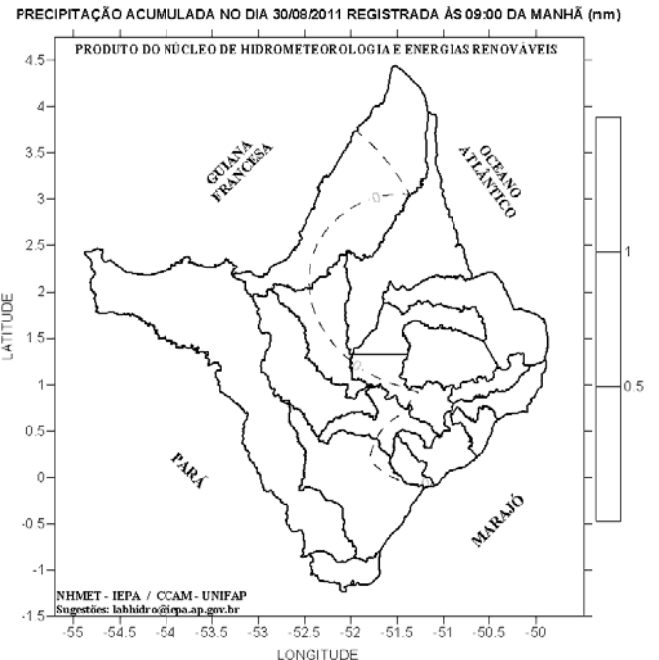 PRECIPITAÇÃO ACUMULADA NO DIA 30/08/2011 REGISTRADA ÀS 09:00 DA MANHÃ (nm)
PRODUTO DO NÚCLEO DE HIDROMETEOROLOGIA E ENERGIAS RENOVÁVEIS
4.5
4
3.5
3
2.5
2
1.5
1
0.5
0
-0.5
-1
-1.5
LATITUDE
GUIANA
FRANCESA
OCEANO
ATLÂNTICO
0
0
PARÁ
MARAJÓ
1
0.5
NHMET - IEPA / CCAM - UNIFAP
Sugestões: labhidro@iepa.ap.gov.br
-55 -54.5 -54 -53.5 -53 -52.5 -52 -51.5 -51 -50.5 -50
LONGITUDE